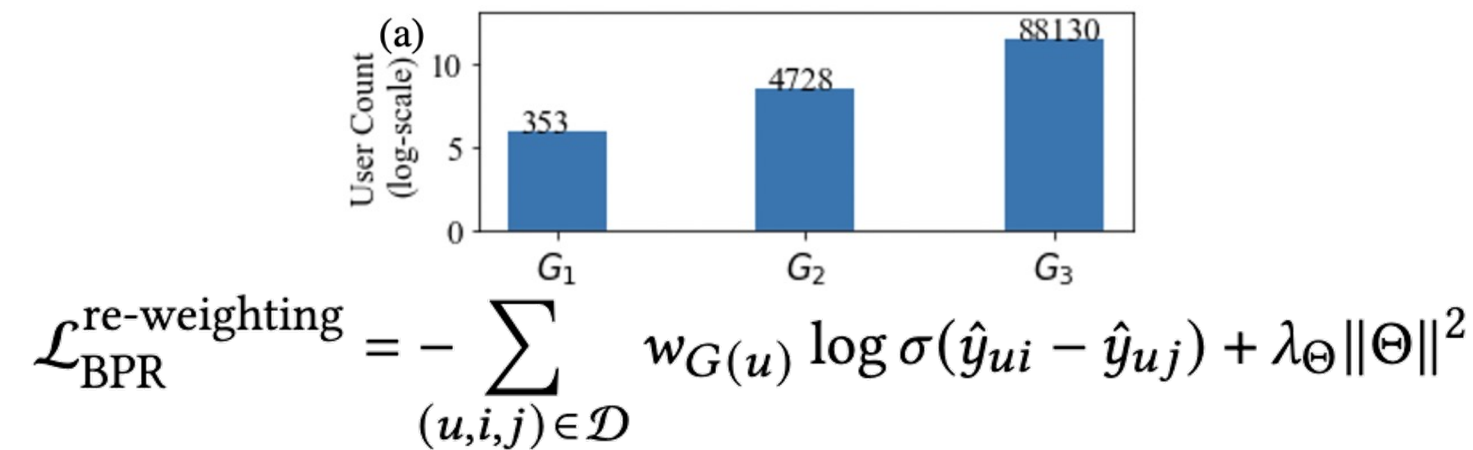 (a)
User Count
(log-scale)
10
5
0
353
4728
88130
G₁ G₂ G₃
ℒ_BPR^re-weighting = − ∑_(u,i,j)∈𝒟 w_G(u) log σ(ŷ_ui − ŷ_uj) + λ_Θ‖Θ‖²